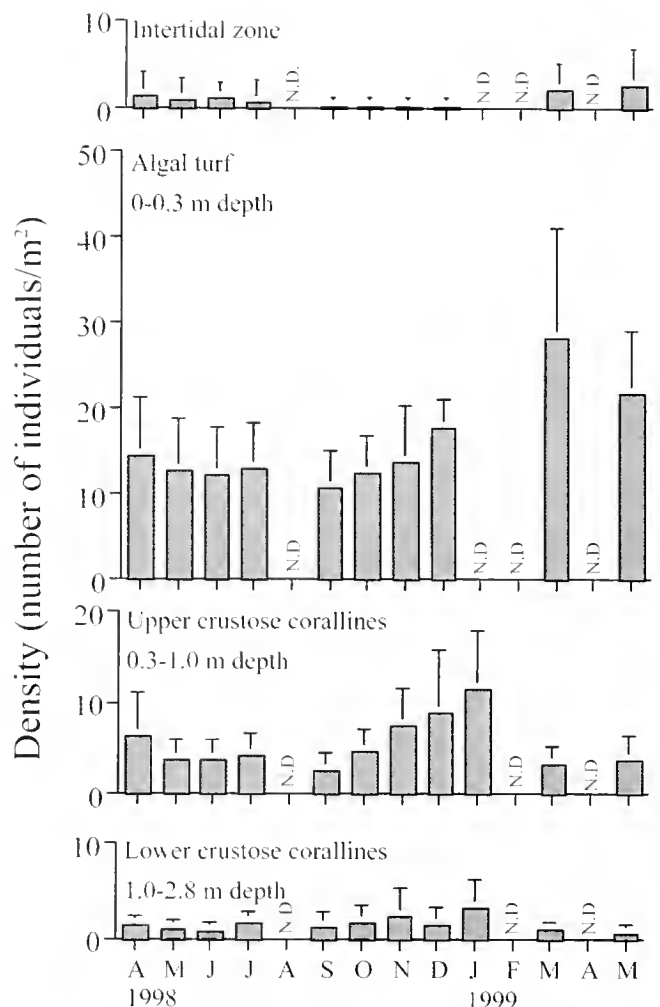 Density (number of individuals/m²)
10
Intertidal zone
N.D.
N.D
N.D
N.D
0
50
Algal turf
0-0.3 m depth
40
30
20
10
N.D
N.D
N.D
N.D
0
20
Upper crustose corallines
0.3-1.0 m depth
10
N.D
N.D
N.D
0
10
Lower crustose corallines
1.0-2.8 m depth
N.D
N.D
N.D
0
A M J J A S O N D J F M A M
1998 1999